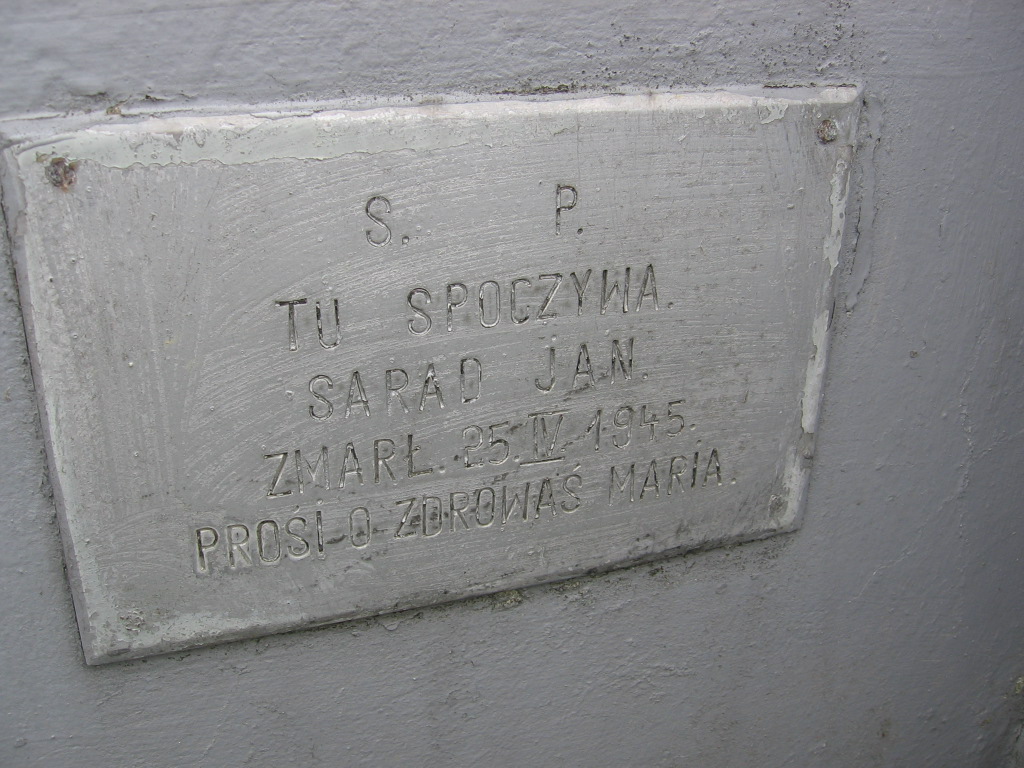 S. P.
TU SPOCZYWA.
SARAD JAN.
ZMARŁ. 25 IV 1945.
PROSI O ZDROWAŚ MARIA.